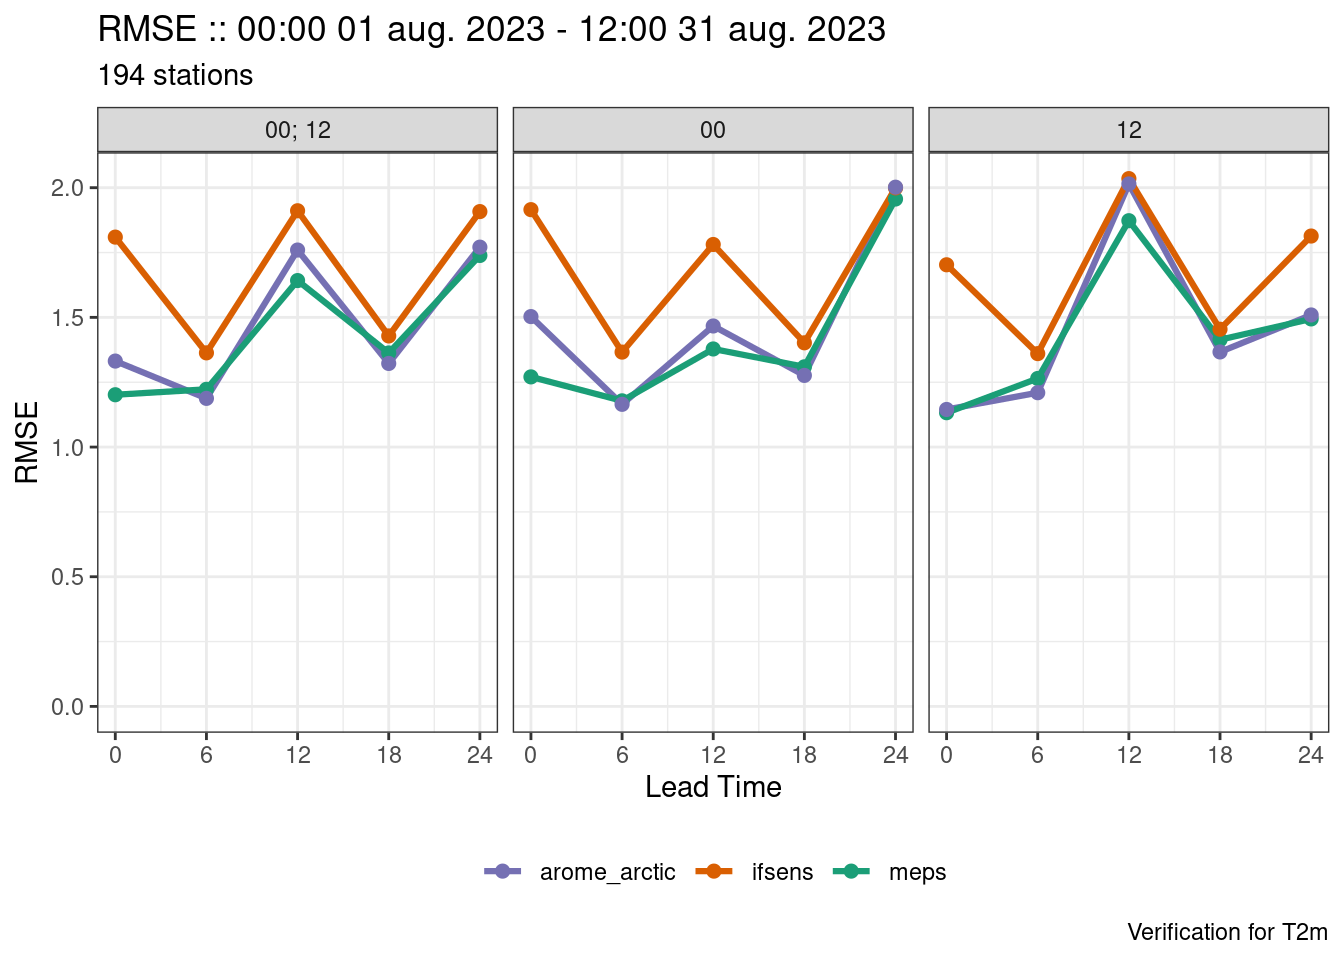 RMSE :: 00:00 01 aug. 2023 - 12:00 31 aug. 2023
194 stations
00; 12
00
12
2.0
1.5
1.0
0.5
0.0
RMSE
0 6 12 18 24
0 6 12 18 24
0 6 12 18 24
Lead Time
arome_arctic ifsens meps
Verification for T2m